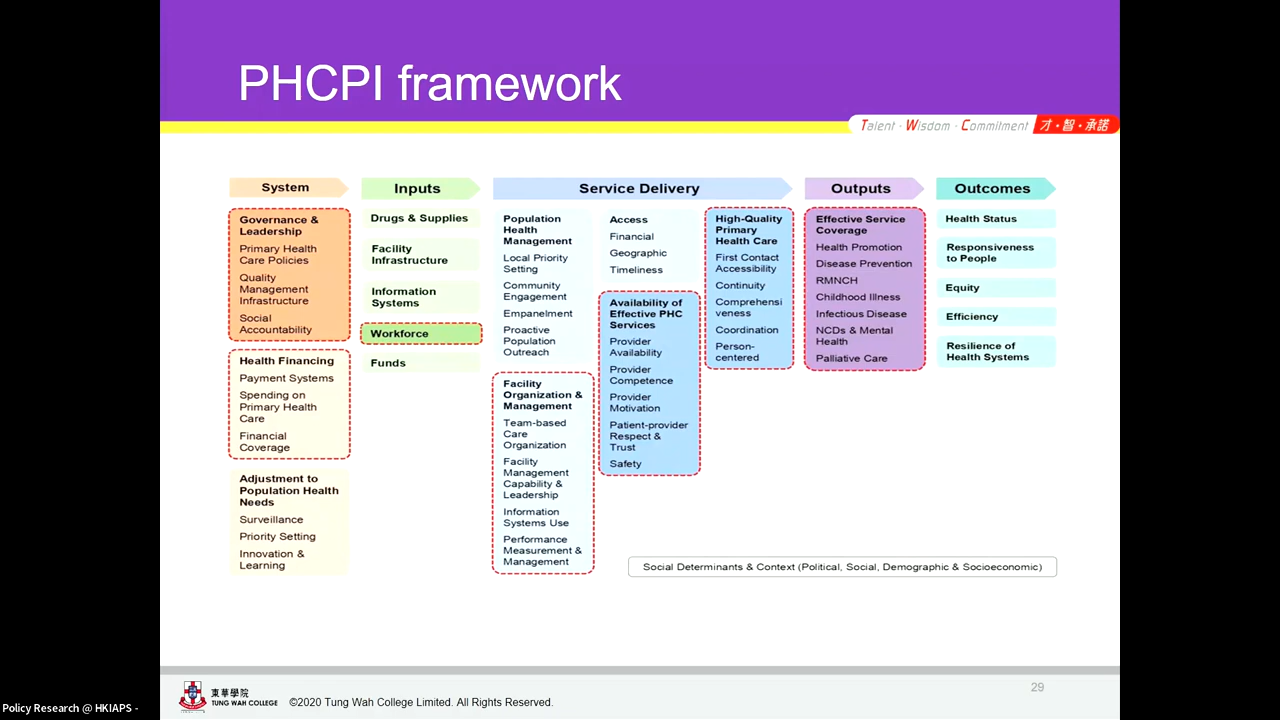 PHCPI framework
Talent · Wisdom · Commitment 才·智·承諾
System
Governance &
Leadership
Primary Health
Care Policies
Quality
Management
Infrastructure
Social
Accountability
Health Financing
Payment Systems
Spending on
Primary Health
Care
Financial
Coverage
Adjustment to
Population Health
Needs
Surveillance
Priority Setting
Innovation &
Learning
Inputs
Drugs & Supplies
Facility
Infrastructure
Information
Systems
Workforce
Funds
Service Delivery
Population
Health
Management
Local Priority
Setting
Community
Engagement
Empanelment
Proactive
Population
Outreach
Facility
Organization &
Management
Team-based
Care
Organization
Facility
Management
Capability &
Leadership
Information
Systems Use
Performance
Measurement &
Management
Access
Financial
Geographic
Timeliness
Availability of
Effective PHC
Services
Provider
Availability
Provider
Competence
Provider
Motivation
Patient-provider
Respect &
Trust
Safety
High-Quality
Primary
Health Care
First Contact
Accessibility
Continuity
Comprehensi
veness
Coordination
Person-
centered
Outputs
Effective Service
Coverage
Health Promotion
Disease Prevention
RMNCH
Childhood Illness
Infectious Disease
NCDs & Mental
Health
Palliative Care
Outcomes
Health Status
Responsiveness
to People
Equity
Efficiency
Resilience of
Health Systems
Social Determinants & Context (Political, Social, Demographic & Socioeconomic)
29
東華學院
TUNG WAH COLLEGE
©2020 Tung Wah College Limited. All Rights Reserved.
Policy Research @ HKIAPS -